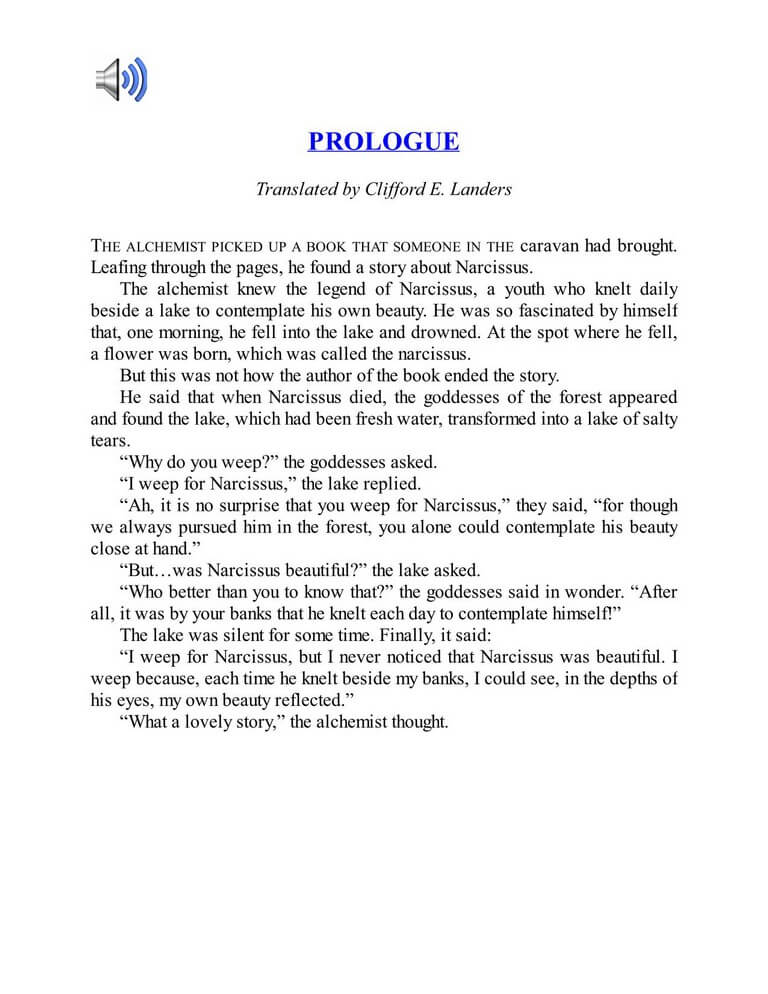 PROLOGUE
Translated by Clifford E. Landers
THE ALCHEMIST PICKED UP A BOOK THAT SOMEONE IN THE caravan had brought.
Leafing through the pages, he found a story about Narcissus.
The alchemist knew the legend of Narcissus, a youth who knelt daily
beside a lake to contemplate his own beauty. He was so fascinated by himself
that, one morning, he fell into the lake and drowned. At the spot where he fell,
a flower was born, which was called the narcissus.
But this was not how the author of the book ended the story.
He said that when Narcissus died, the goddesses of the forest appeared
and found the lake, which had been fresh water, transformed into a lake of salty
tears.
“Why do you weep?” the goddesses asked.
“I weep for Narcissus,” the lake replied.
“Ah, it is no surprise that you weep for Narcissus,” they said, “for though
we always pursued him in the forest, you alone could contemplate his beauty
close at hand.”
“But…was Narcissus beautiful?” the lake asked.
“Who better than you to know that?” the goddesses said in wonder. “After
all, it was by your banks that he knelt each day to contemplate himself!”
The lake was silent for some time. Finally, it said:
“I weep for Narcissus, but I never noticed that Narcissus was beautiful. I
weep because, each time he knelt beside my banks, I could see, in the depths of
his eyes, my own beauty reflected.”
“What a lovely story,” the alchemist thought.